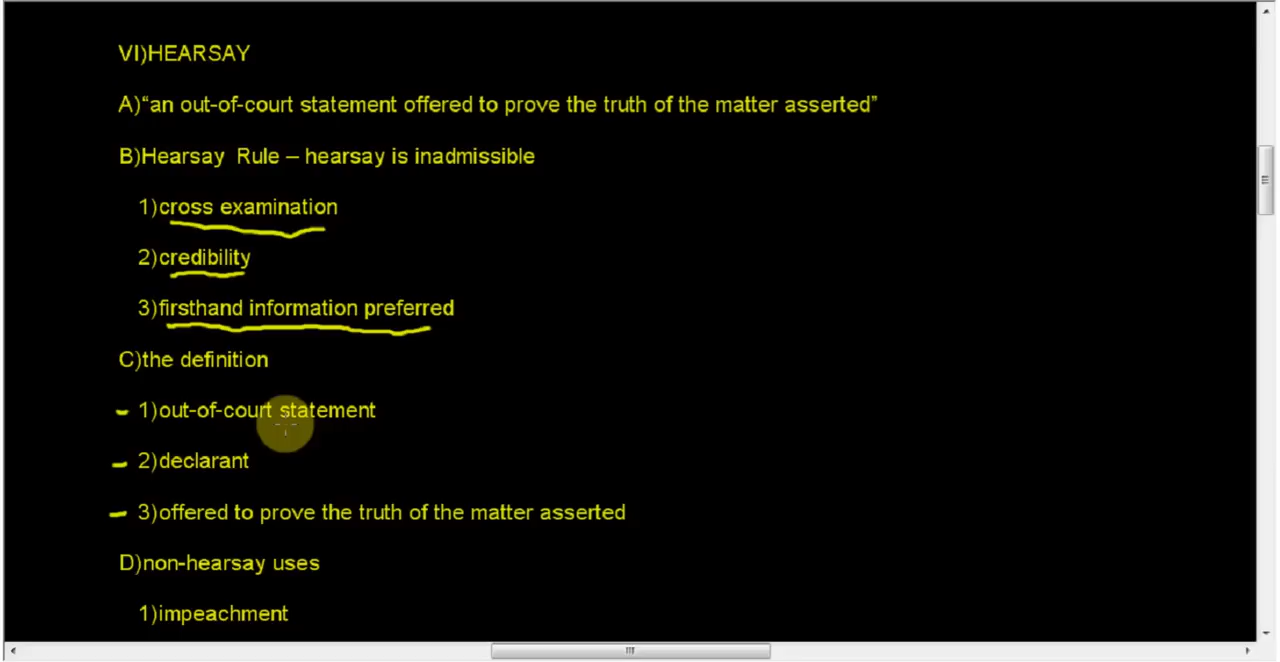 VI)HEARSAY
A)“an out-of-court statement offered to prove the truth of the matter asserted”
B)Hearsay Rule – hearsay is inadmissible
1)cross examination
2)credibility
3)firsthand information preferred
C)the definition
1)out-of-court statement
2)declarant
3)offered to prove the truth of the matter asserted
D)non-hearsay uses
1)impeachment